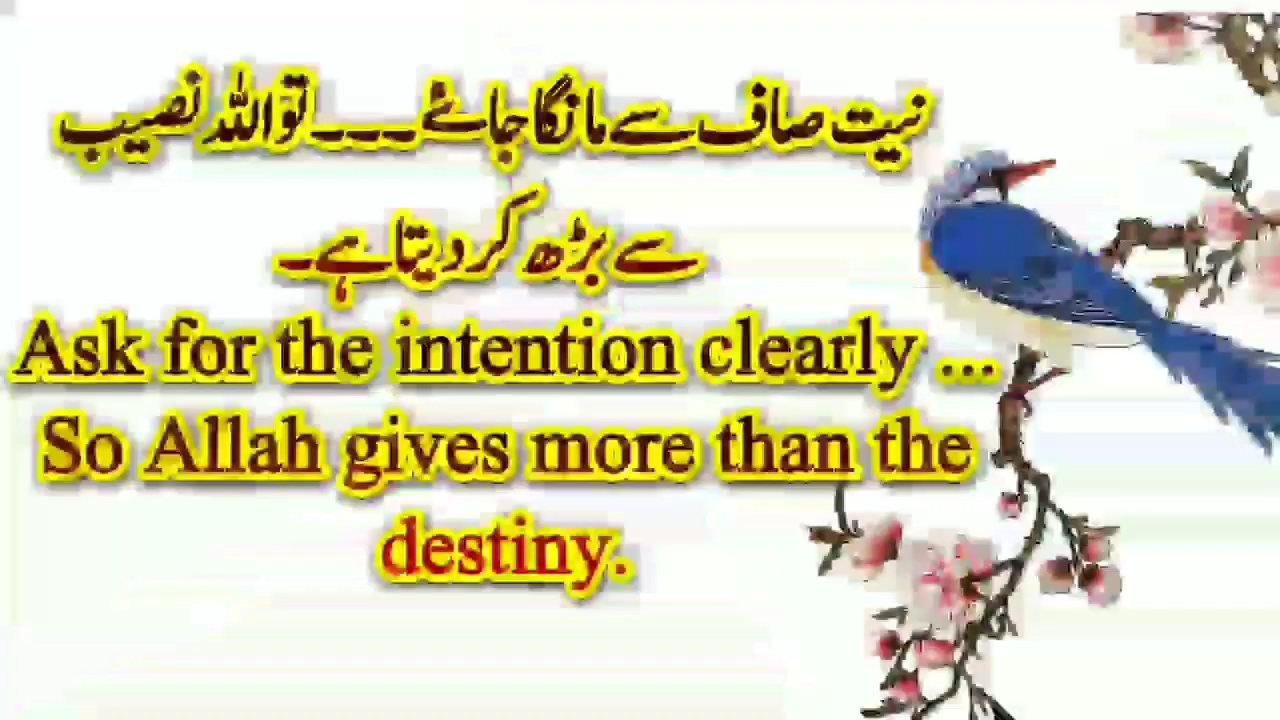 نیت صاف سے مانگا جائے۔۔۔تو اللہ نصیب
سے بڑھ کر دیتا ہے۔
Ask for the intention clearly ...
So Allah gives more than the
destiny.